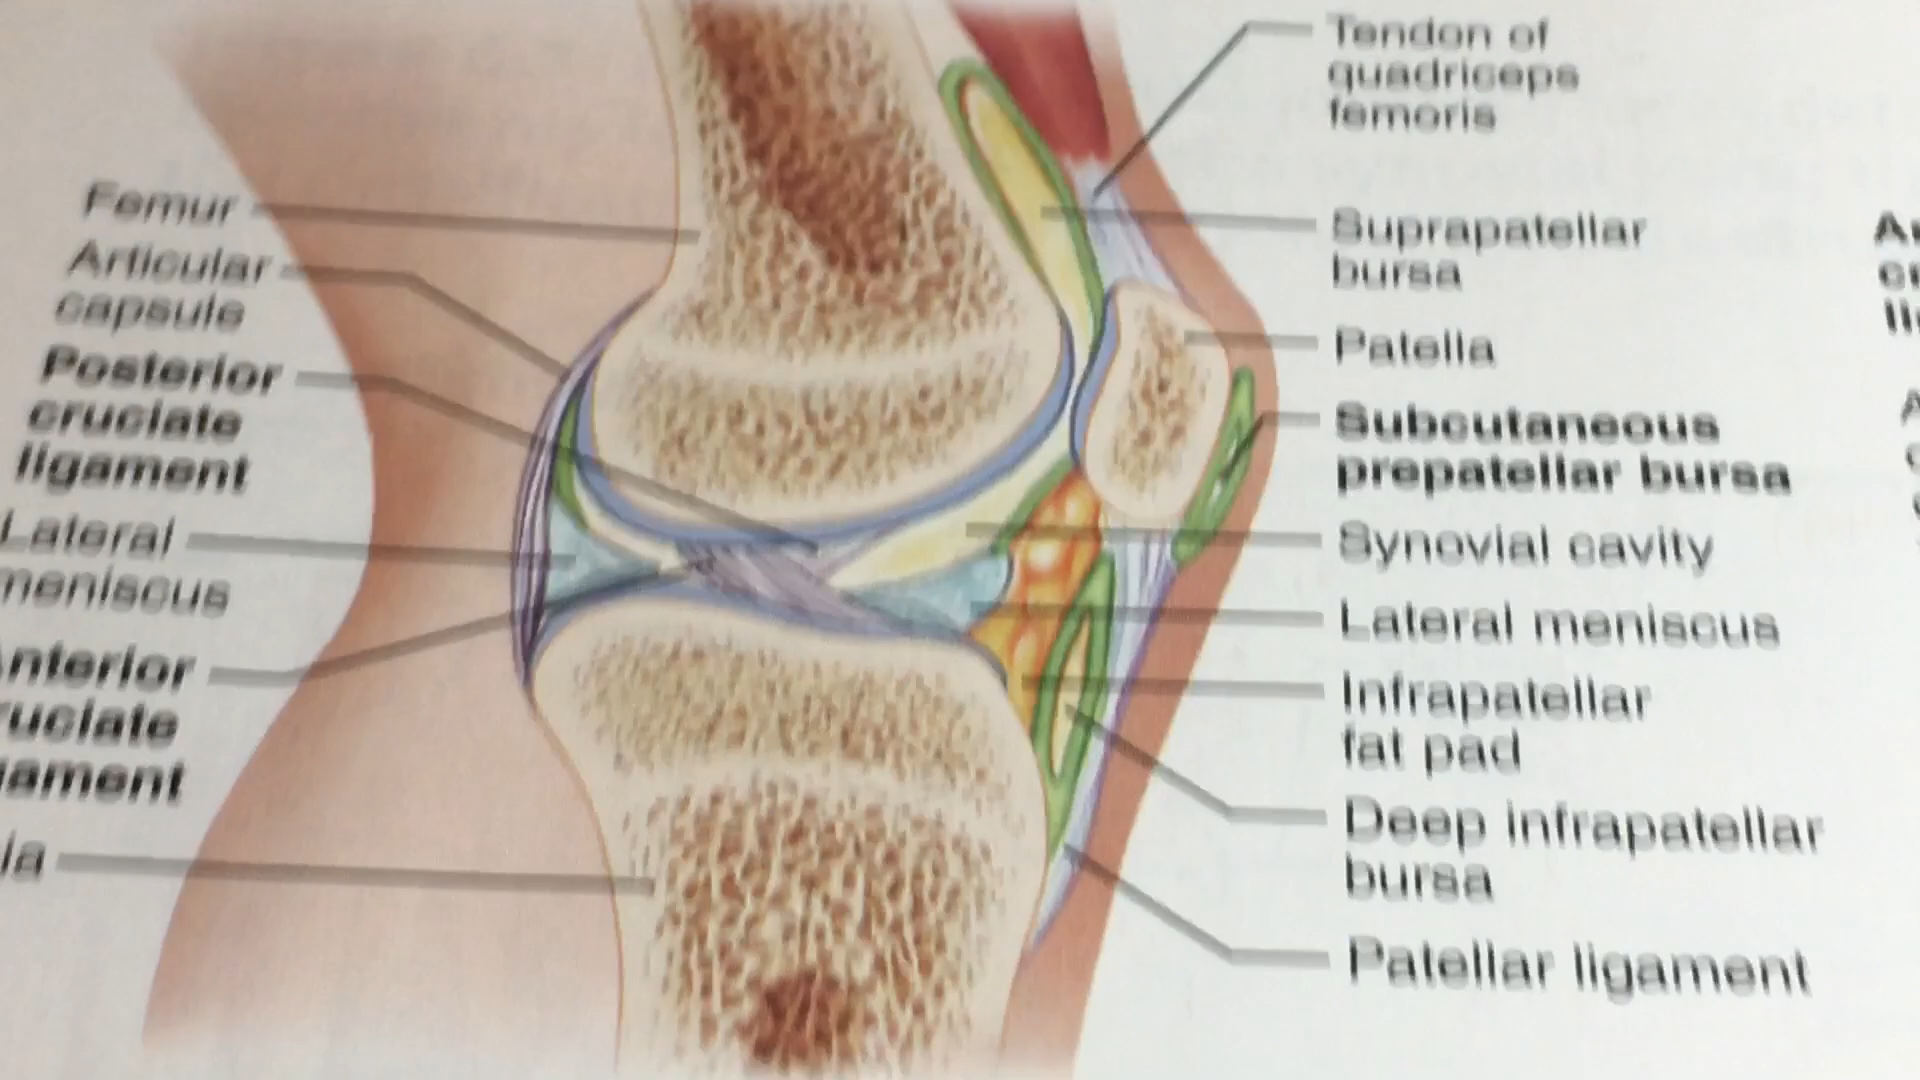 Femur
Articular
capsule
Posterior
cruciate
ligament
Lateral
meniscus
nterior
ruciate
gament
ia
Tendon of
quadriceps
femoris
Suprapatellar
bursa
Patella
Subcutaneous
prepatellar bursa
Synovial cavity
Lateral meniscus
Infrapatellar
fat pad
Deep infrapatellar
bursa
Patellar ligament